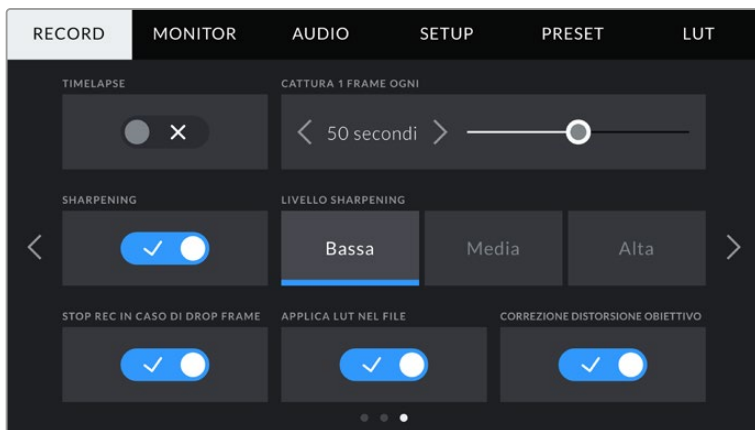 RECORD MONITOR AUDIO SETUP PRESET LUT
TIMELAPSE CATTURA 1 FRAME OGNI
50 secondi
SHARPENING LIVELLO SHARPENING
Bassa Media Alta
STOP REC IN CASO DI DROP FRAME APPLICA LUT NEL FILE CORREZIONE DISTORSIONE OBIETTIVO